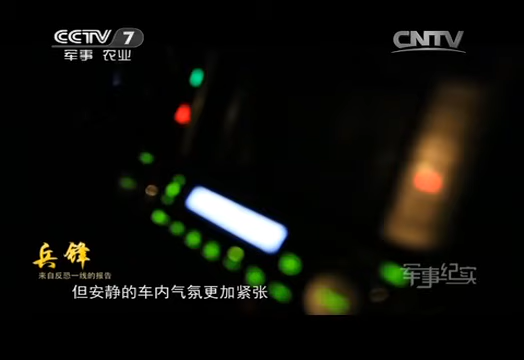 CCTV 7
军事 农业
CNTV
兵锋
来自反恐一线的报告
军事纪实
但安静的车内气氛更加紧张